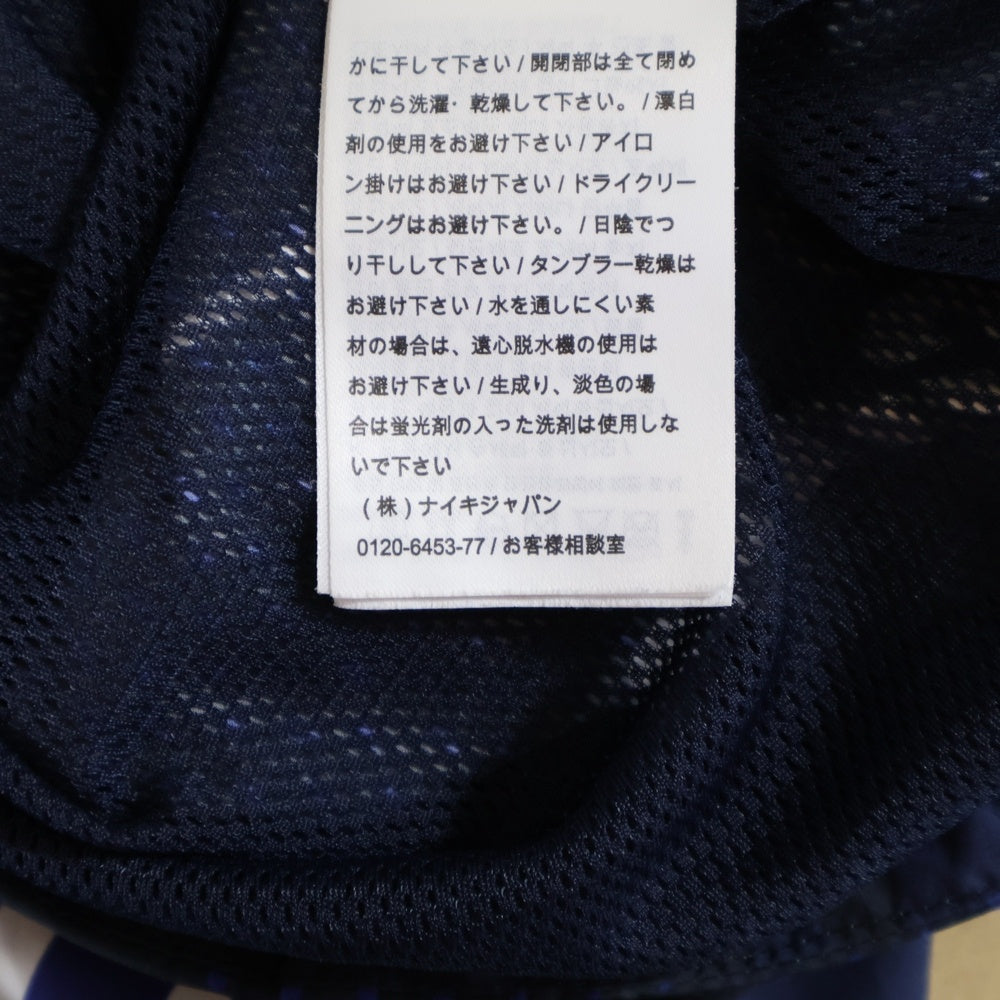 かに干して下さい / 開閉部は全て閉め
てから洗濯・乾燥して下さい。 / 漂白
剤の使用をお避け下さい / アイロ
ン掛けはお避け下さい / ドライクリー
ニングはお避け下さい。 / 日陰でつ
り干しして下さい / タンブラー乾燥は
お避け下さい / 水を通しにくい素
材の場合は、遠心脱水機の使用は
お避け下さい / 生成り、淡色の場
合は蛍光剤の入った洗剤は使用しな
いで下さい
(株) ナイキジャパン
0120-6453-77 / お客様相談室